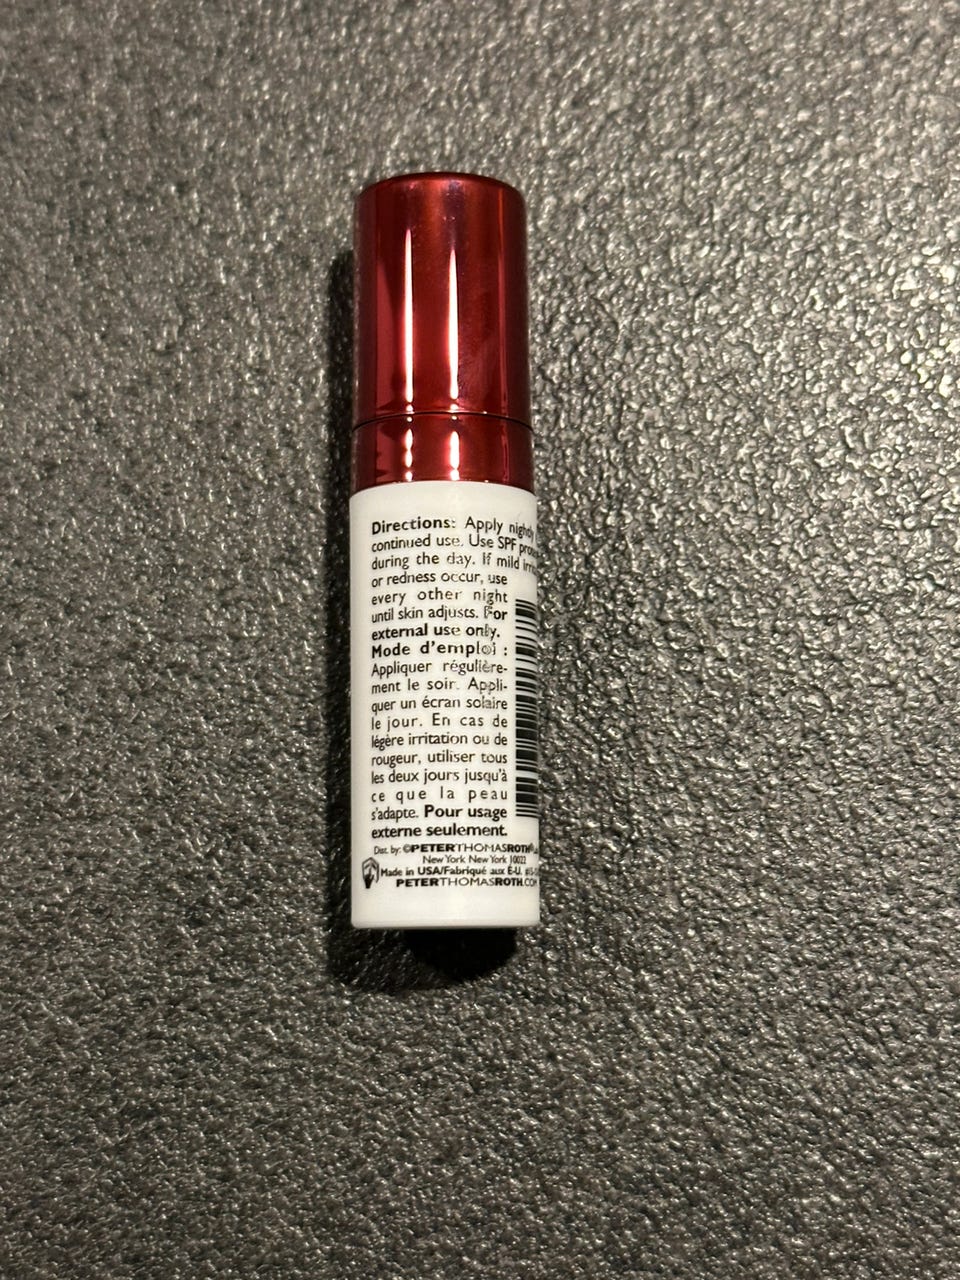 Directions: Apply nightly
continued use. Use SPF
during the day. If mild
or redness occur, use
every other night
until skin adjusts. For
external use only.
Mode d'emploi :
Appliquer régulière-
ment le soir. Appli-
quer un écran solaire
le jour. En cas de
légère irritation ou de
rougeur, utiliser tous
les deux jours jusqu'à
ce que la peau
s'adapte. Pour usage
externe seulement.
Dist. by: ©PETERTHOMASROTH®
New York New York 10022
Made in USA/Fabriqué aux É-U.
PETERTHOMASROTH.COM